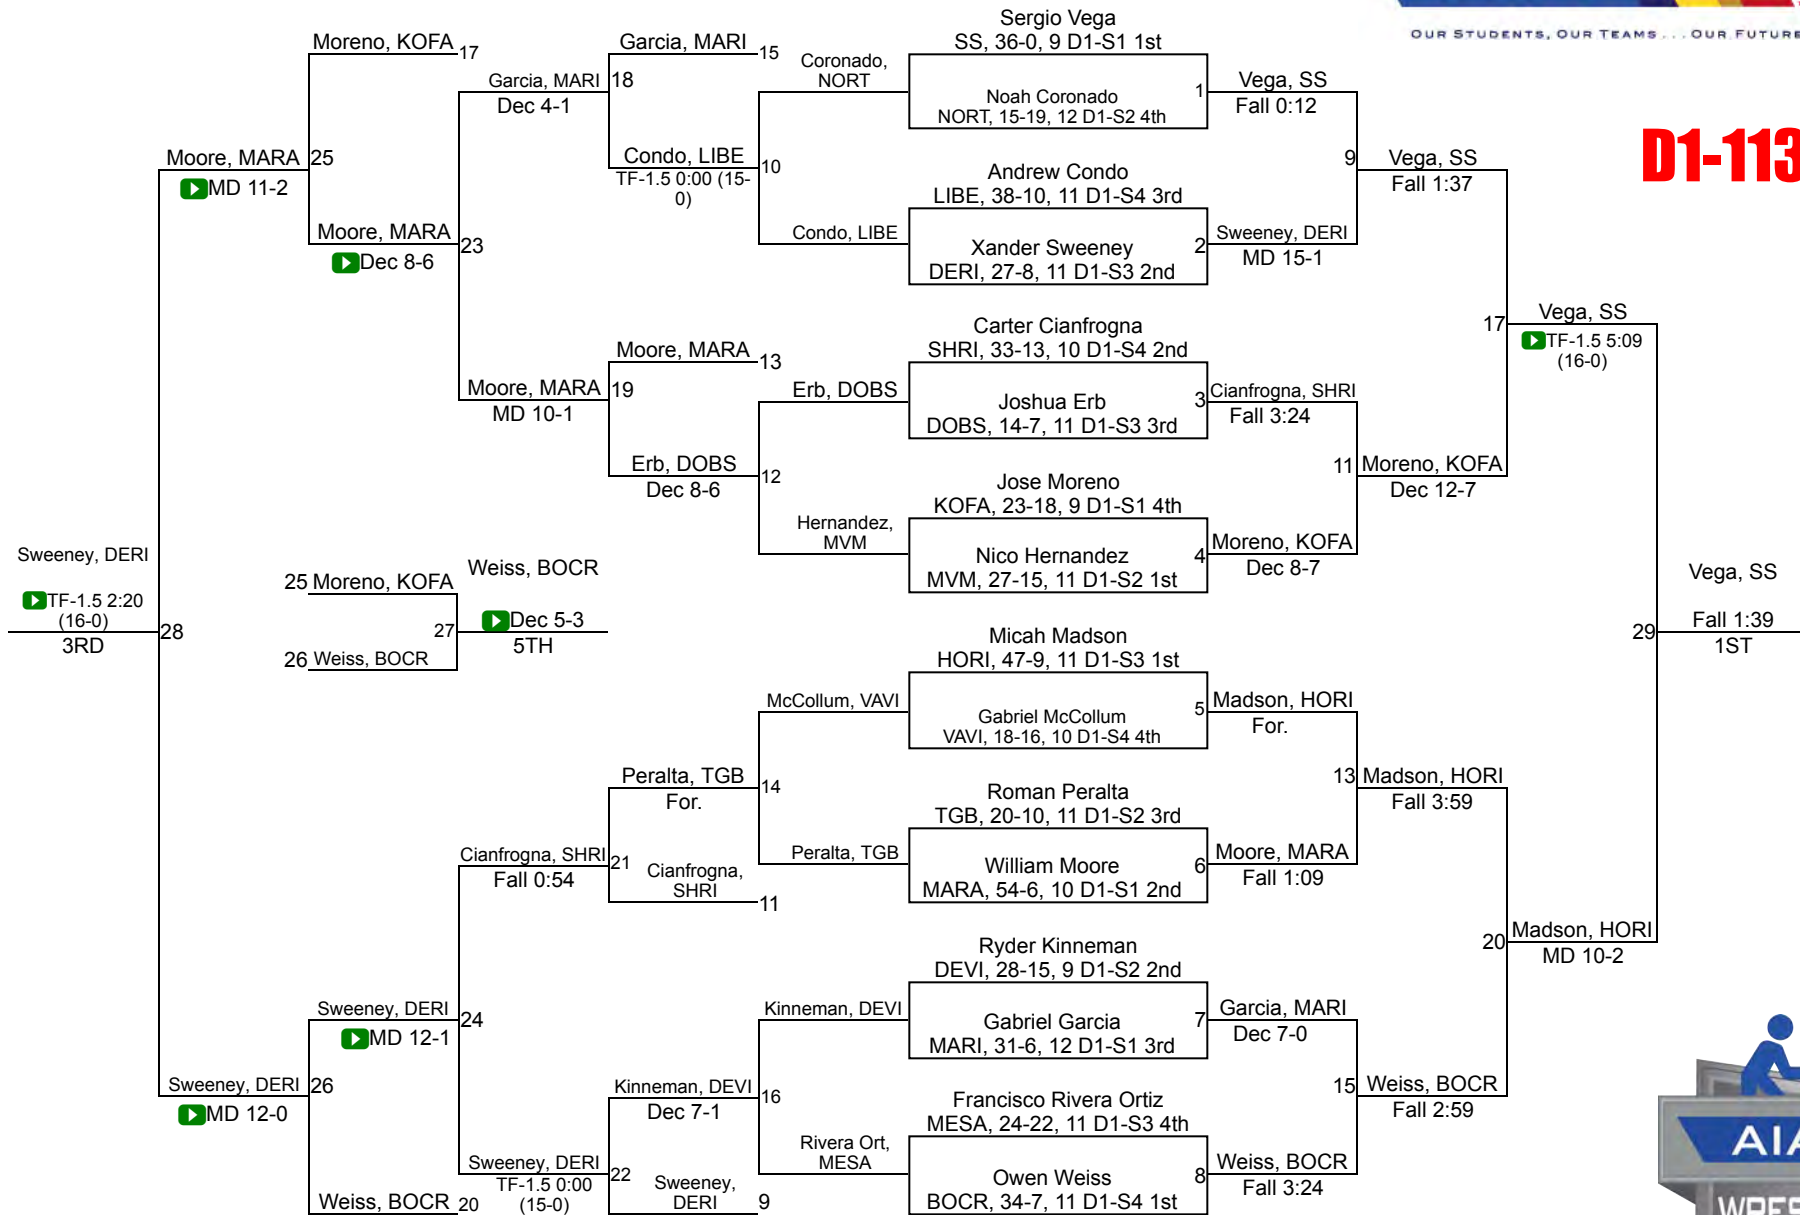 OUR STUDENTS, OUR TEAMS . . . OUR FUTURE
D1-113
Moreno, KOFA 17
Garcia, MARI 15
Garcia, MARI 18
Dec 4-1
Coronado,
NORT
Moore, MARA 25
MD 11-2
Condo, LIBE 10
TF-1.5 0:00 (15-
0)
Moore, MARA 23
Dec 8-6
Condo, LIBE
Moore, MARA 13
Moore, MARA 19
MD 10-1
Erb, DOBS
Erb, DOBS 12
Dec 8-6
Hernandez,
MVM
Sweeney, DERI
TF-1.5 2:20
(16-0)
28
3RD
25 Moreno, KOFA
27
26 Weiss, BOCR
Weiss, BOCR
Dec 5-3
5TH
McCollum, VAVI
Peralta, TGB 14
For.
Peralta, TGB
Cianfrogna, SHRI 21
Fall 0:54
Cianfrogna,
SHRI
11
Sweeney, DERI 24
MD 12-1
Kinneman, DEVI
Sweeney, DERI 26
MD 12-0
Kinneman, DEVI 16
Dec 7-1
Rivera Ort,
MESA
Sweeney, DERI 22
TF-1.5 0:00
(15-0)
Sweeney,
DERI
9
Weiss, BOCR 20
Sergio Vega
SS, 36-0, 9 D1-S1 1st
Noah Coronado
NORT, 15-19, 12 D1-S2 4th
1
Andrew Condo
LIBE, 38-10, 11 D1-S4 3rd
Xander Sweeney
DERI, 27-8, 11 D1-S3 2nd
2
Carter Cianfrogna
SHRI, 33-13, 10 D1-S4 2nd
Joshua Erb
DOBS, 14-7, 11 D1-S3 3rd
3
Jose Moreno
KOFA, 23-18, 9 D1-S1 4th
Nico Hernandez
MVM, 27-15, 11 D1-S2 1st
4
Micah Madson
HORI, 47-9, 11 D1-S3 1st
Gabriel McCollum
VAVI, 18-16, 10 D1-S4 4th
5
Roman Peralta
TGB, 20-10, 11 D1-S2 3rd
William Moore
MARA, 54-6, 10 D1-S1 2nd
6
Ryder Kinneman
DEVI, 28-15, 9 D1-S2 2nd
Gabriel Garcia
MARI, 31-6, 12 D1-S1 3rd
7
Francisco Rivera Ortiz
MESA, 24-22, 11 D1-S3 4th
Owen Weiss
BOCR, 34-7, 11 D1-S4 1st
8
Vega, SS
Fall 0:12
9
Sweeney, DERI
MD 15-1
Vega, SS
Fall 1:37
Cianfrogna, SHRI
Fall 3:24
11
Moreno, KOFA
Dec 8-7
Moreno, KOFA
Dec 12-7
17
Vega, SS
TF-1.5 5:09
(16-0)
Madson, HORI
For.
13
Moore, MARA
Fall 1:09
Madson, HORI
Fall 3:59
Garcia, MARI
Dec 7-0
15
Weiss, BOCR
Fall 3:24
Weiss, BOCR
Fall 2:59
20
Madson, HORI
MD 10-2
29
Vega, SS
Fall 1:39
1ST
AIA